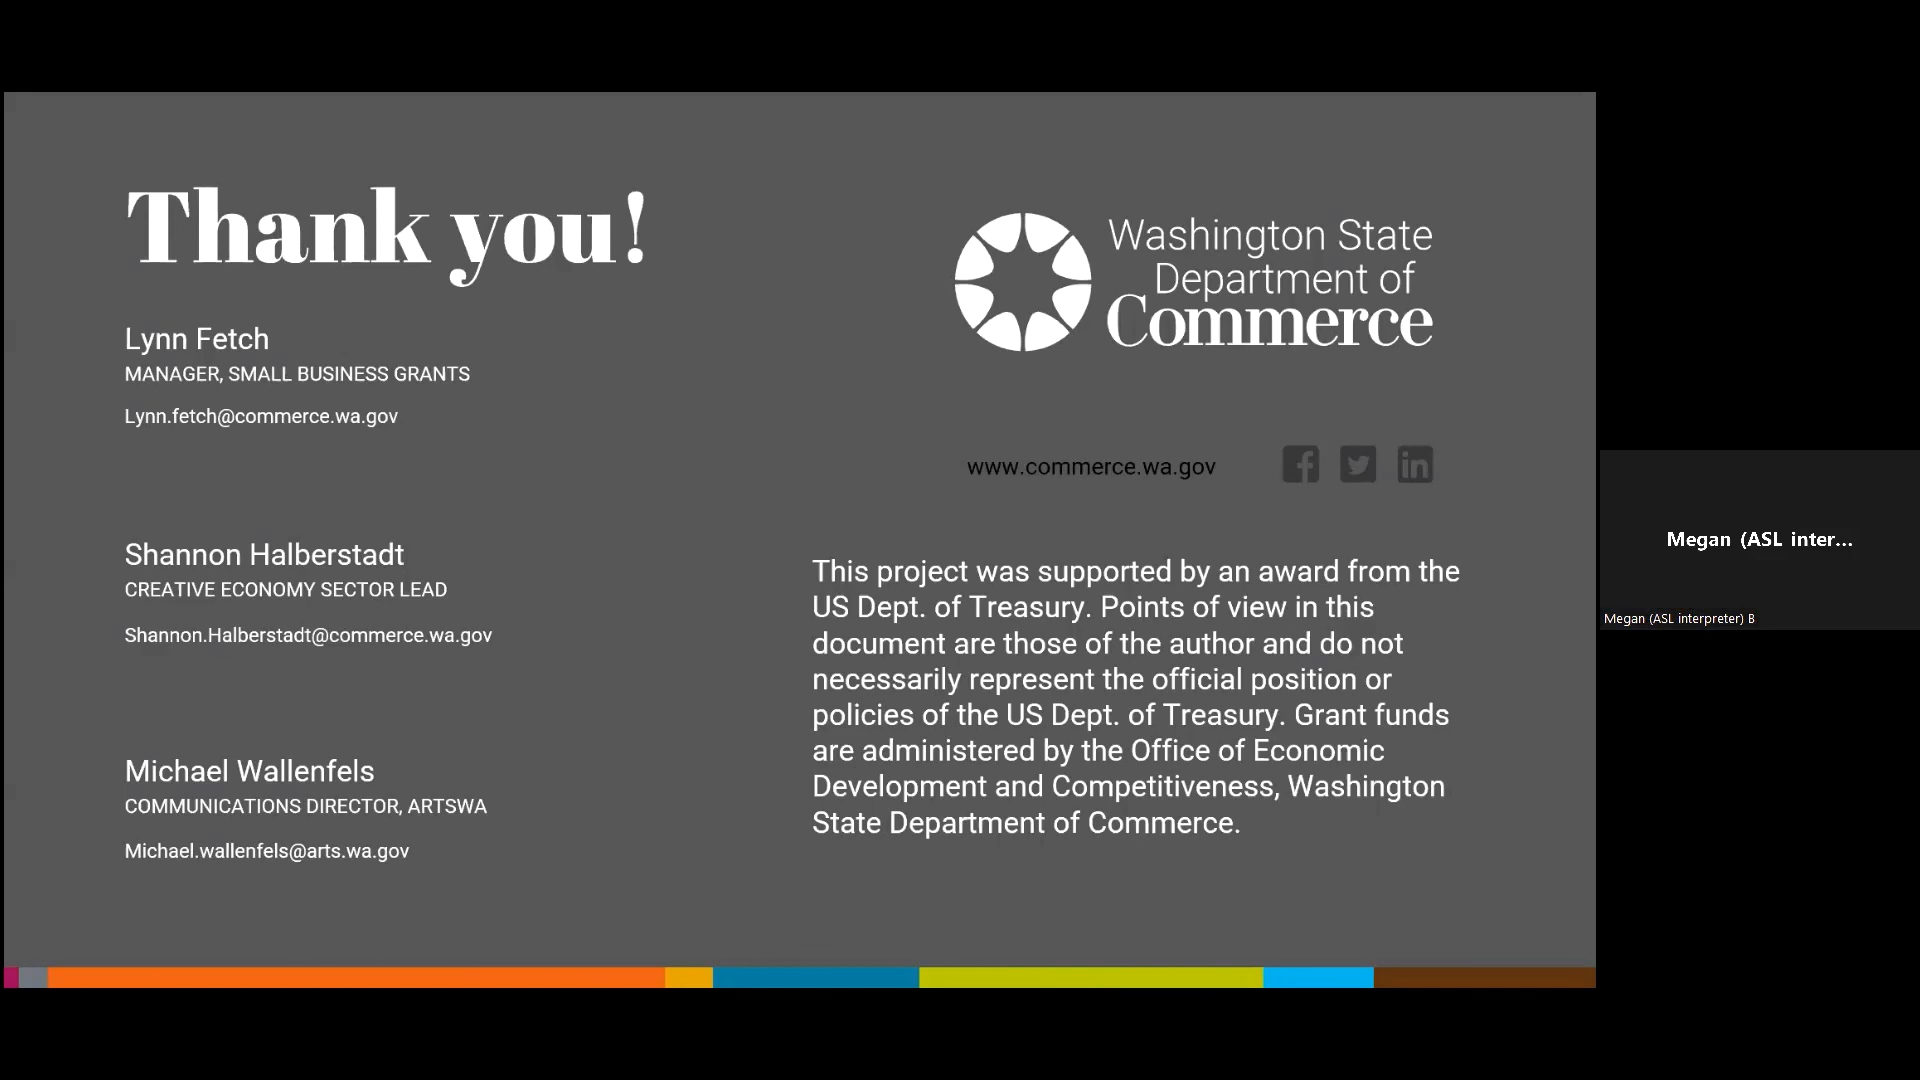 Thank you!
Lynn Fetch
MANAGER, SMALL BUSINESS GRANTS
Lynn.fetch@commerce.wa.gov
Shannon Halberstadt
CREATIVE ECONOMY SECTOR LEAD
Shannon.Halberstadt@commerce.wa.gov
Michael Wallenfels
COMMUNICATIONS DIRECTOR, ARTSWA
Michael.wallenfels@arts.wa.gov
Washington State
Department of
Commerce
www.commerce.wa.gov
This project was supported by an award from the
US Dept. of Treasury. Points of view in this
document are those of the author and do not
necessarily represent the official position or
policies of the US Dept. of Treasury. Grant funds
are administered by the Office of Economic
Development and Competitiveness, Washington
State Department of Commerce.
Megan (ASL inter...
Megan (ASL interpreter) B